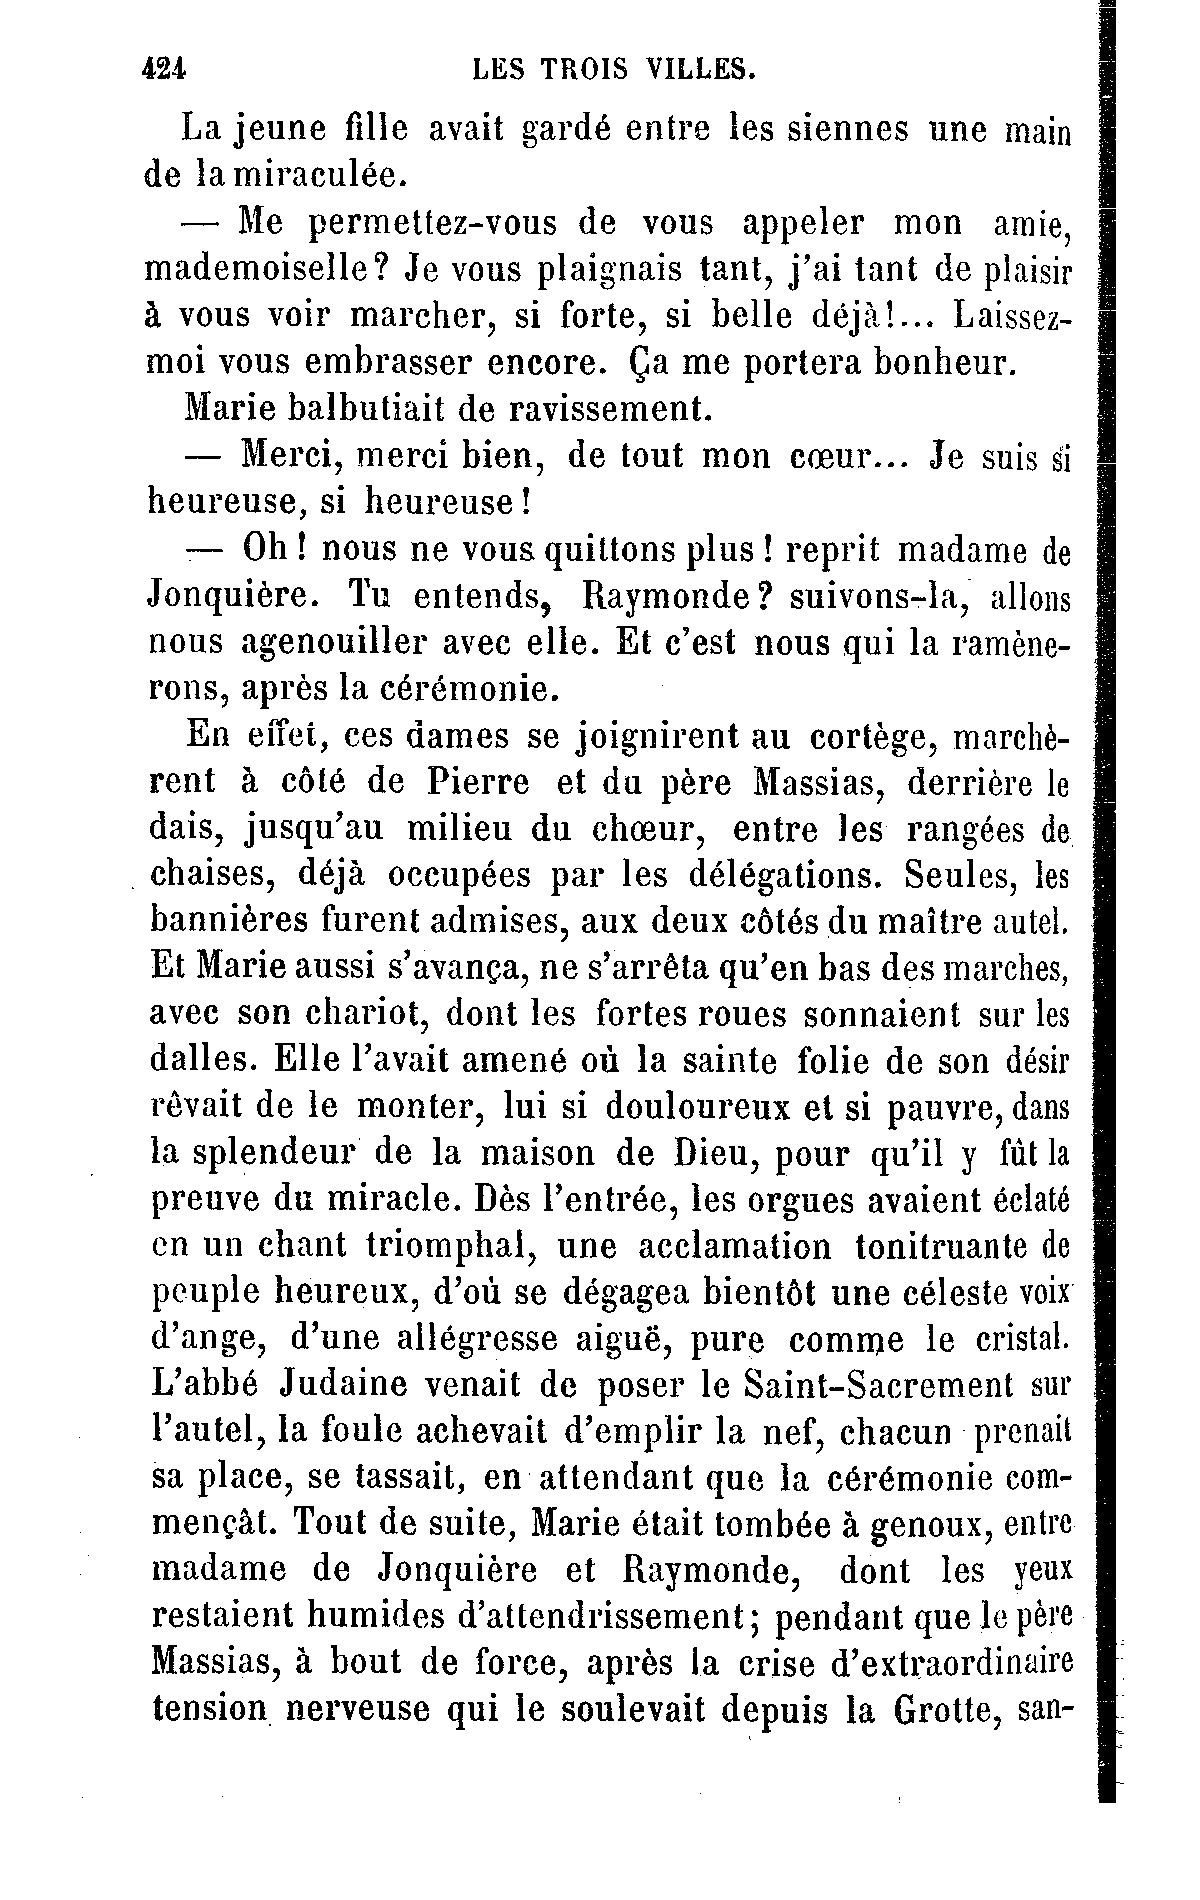 424 LES TROIS VILLES.
La jeune fille avait gardé entre les siennes une main
de la miraculée.
— Me permettez-vous de vous appeler mon amie,
mademoiselle? Je vous plaignais tant, j'ai tant de plaisir
à vous voir marcher, si forte, si belle déjà!... Laissez-
moi vous embrasser encore. Ça me portera bonheur.
Marie balbutiait de ravissement.
— Merci, merci bien, de tout mon cœur... Je suis si
heureuse, si heureuse!
— Oh! nous ne vous quittons plus! reprit madame de
Jonquière. Tu entends, Raymonde? suivons-la, allons
nous agenouiller avec elle. Et c'est nous qui la ramène-
rons, après la cérémonie.
En effet, ces dames se joignirent au cortège, marchè-
rent à côté de Pierre et du père Massias, derrière le
dais, jusqu'au milieu du chœur, entre les rangées de
chaises, déjà occupées par les délégations. Seules, les
bannières furent admises, aux deux côtés du maître autel.
Et Marie aussi s'avança, ne s'arrêta qu'en bas des marches,
avec son chariot, dont les fortes roues sonnaient sur les
dalles. Elle l'avait amené où la sainte folie de son désir
rêvait de le monter, lui si douloureux et si pauvre, dans
la splendeur de la maison de Dieu, pour qu'il y fût la
preuve du miracle. Dès l'entrée, les orgues avaient éclaté
en un chant triomphal, une acclamation tonitruante de
peuple heureux, d'où se dégagea bientôt une céleste voix
d'ange, d'une allégresse aiguë, pure comme le cristal.
L'abbé Judaine venait de poser le Saint-Sacrement sur
l'autel, la foule achevait d'emplir la nef, chacun prenait
sa place, se tassait, en attendant que la cérémonie com-
mençât. Tout de suite, Marie était tombée à genoux, entre
madame de Jonquière et Raymonde, dont les yeux
restaient humides d'attendrissement; pendant que le père
Massias, à bout de force, après la crise d'extraordinaire
tension nerveuse qui le soulevait depuis la Grotte, san-